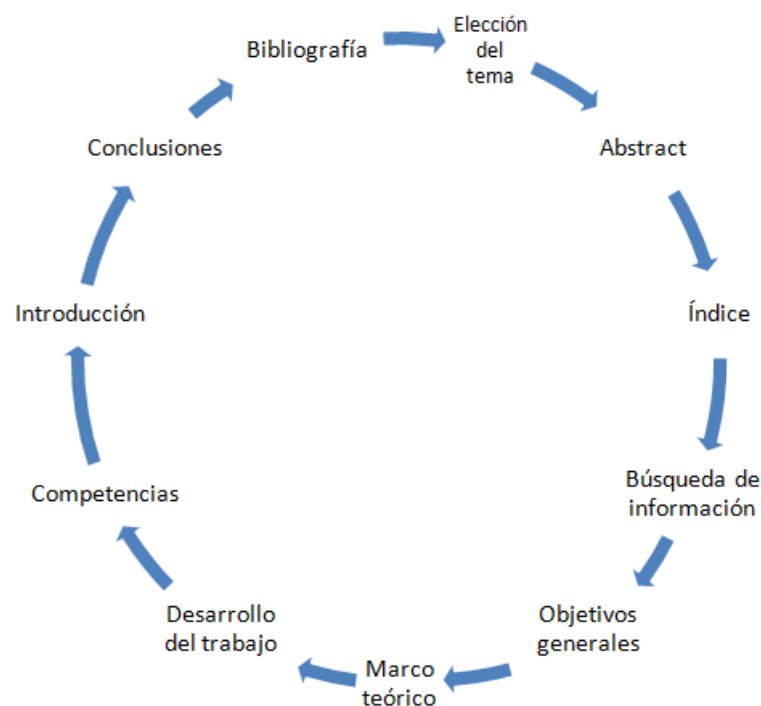 Elección
del
tema
Abstract
Índice
Búsqueda de
información
Objetivos
generales
Marco
teórico
Desarrollo
del trabajo
Competencias
Introducción
Conclusiones
Bibliografía